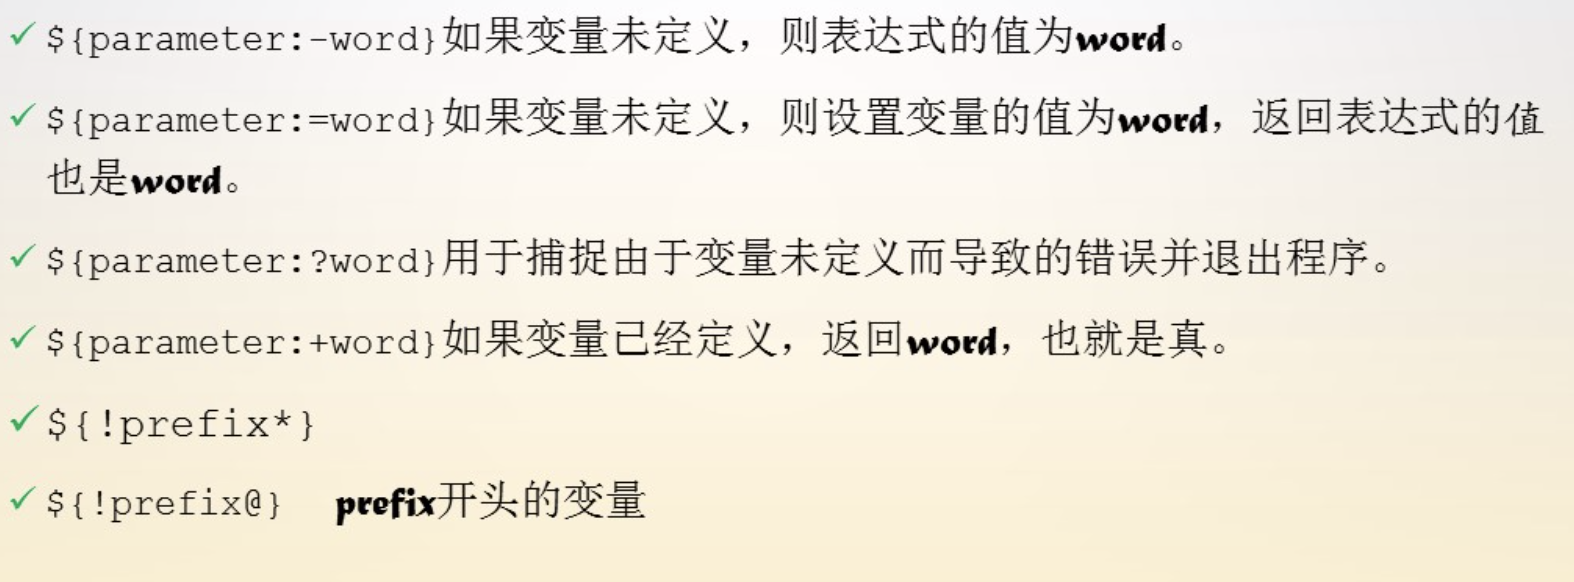 ✓ ${parameter:-word}如果变量未定义，则表达式的值为word。
✓ ${parameter:=word}如果变量未定义，则设置变量的值为word，返回表达式的值
也是word。
✓ ${parameter:?word}用于捕捉由于变量未定义而导致的错误并退出程序。
✓ ${parameter:+word}如果变量已经定义，返回word，也就是真。
✓ ${!prefix*}
✓ ${!prefix@} prefix开头的变量